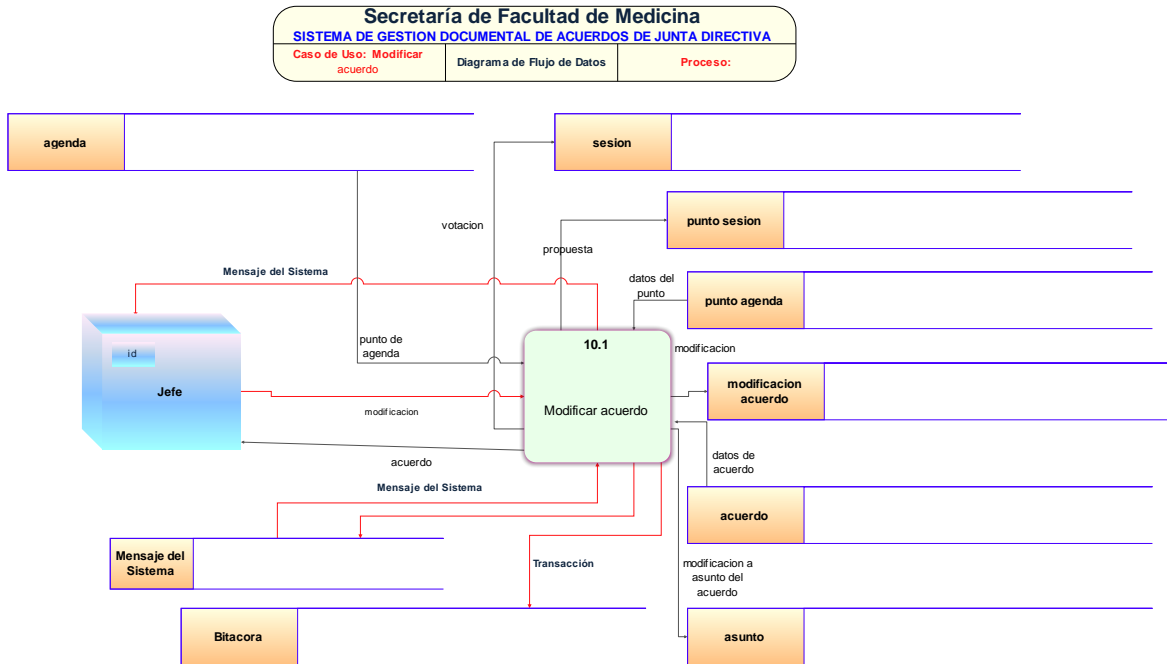 Secretaría de Facultad de Medicina
SISTEMA DE GESTION DOCUMENTAL DE ACUERDOS DE JUNTA DIRECTIVA
Caso de Uso: Modificar
acuerdo
Diagrama de Flujo de Datos
Proceso:
agenda
sesion
votacion
punto sesion
propuesta
Mensaje del Sistema
datos del
punto
punto agenda
10.1
Modificar acuerdo
punto de
agenda
modificacion
id
Jefe
modificacion
acuerdo
modificacion
acuerdo
datos de
acuerdo
Mensaje del Sistema
acuerdo
Mensaje del
Sistema
Transacción
modificacion a
asunto del
acuerdo
Bitacora
asunto